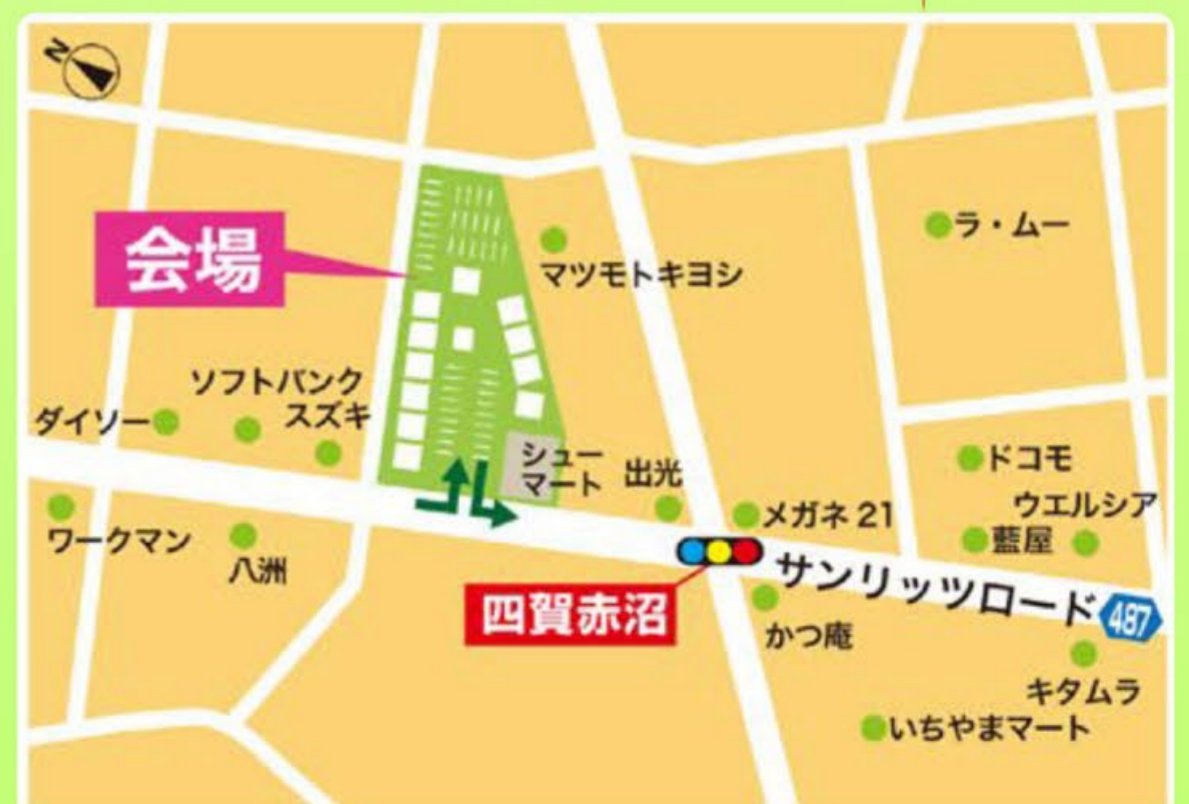 N
会場
ラ・ムー
マツモトキヨシ
ソフトバンク
スズキ
ダイソー
シュー
マート
出光
ドコモ
ウエルシア
メガネ 21
藍屋
ワークマン
八洲
サンリッツロード
487
四賀赤沼
かつ庵
キタムラ
いちやまマート